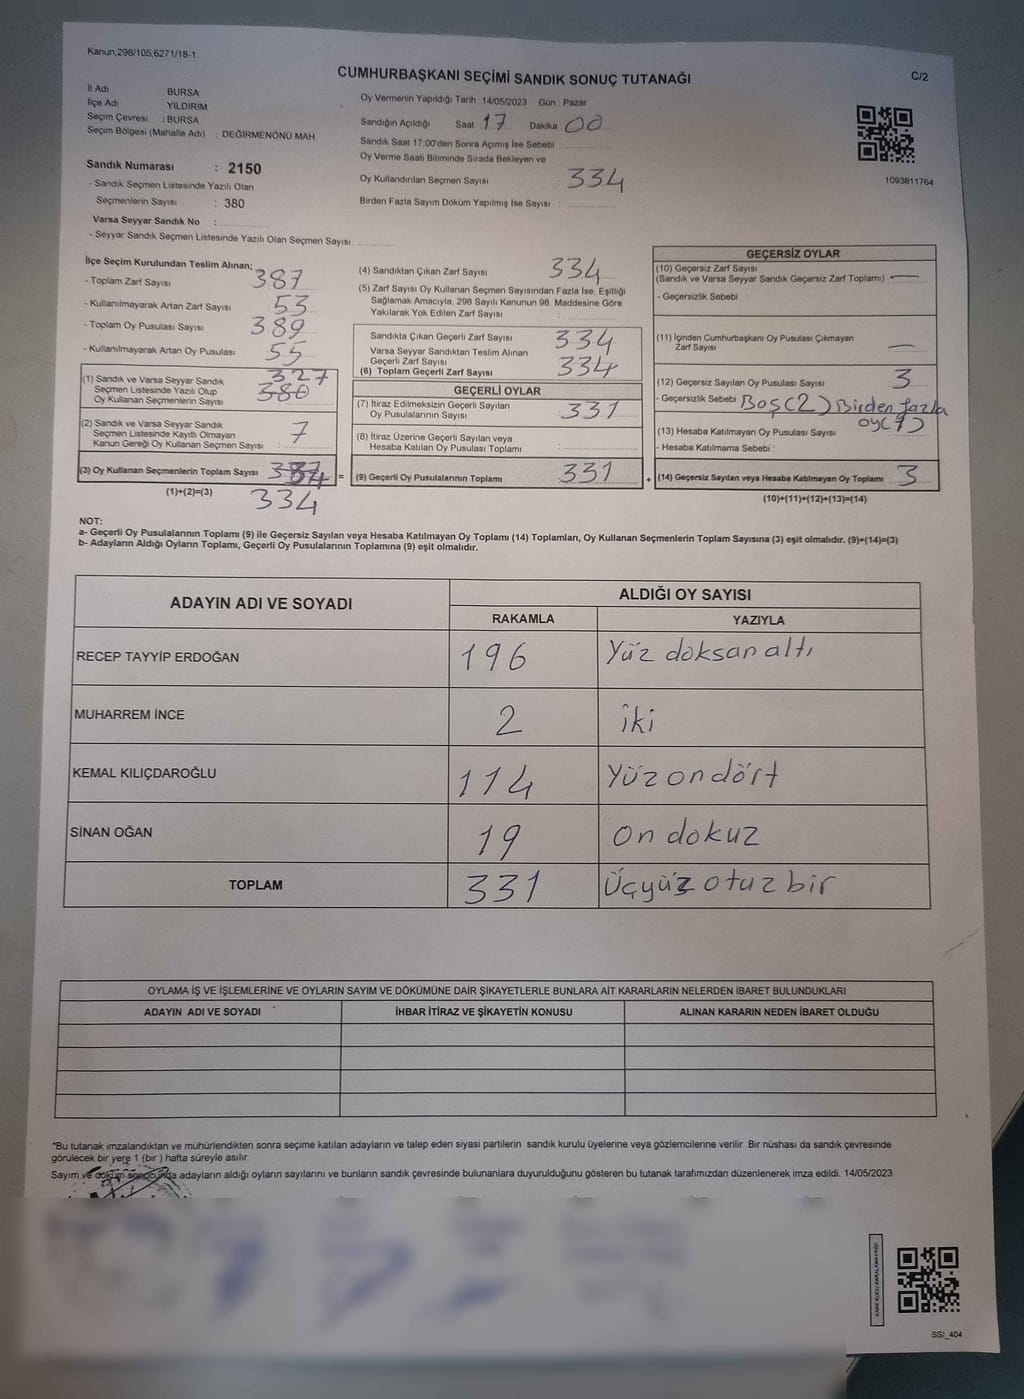 Kanun,298/105;6271/18-1
CUMHURBAŞKANI SEÇİMİ SANDIK SONUÇ TUTANAĞI
C/2
İl Adı : BURSA
İlçe Adı : YILDIRIM
Seçim Çevresi : BURSA
Seçim Bölgesi (Mahalle Adı) : DEĞİRMENÖNÜ MAH
Sandık Numarası : 2150
- Sandık Seçmen Listesinde Yazılı Olan
Seçmenlerin Sayısı : 380
Varsa Seyyar Sandık No :
- Seyyar Sandık Seçmen Listesinde Yazılı Olan Seçmen Sayısı:
Oy Vermenin Yapıldığı Tarih : 14/05/2023 Gün : Pazar
Sandığın Açıldığı Saat : 17 Dakika 00
Sandık Saat 17:00'den Sonra Açımış İse Sebebi
Oy Verme Saati Bitiminde Sırada Bekleyen ve
Oy Kullandırılan Seçmen Sayısı : 334
Birden Fazla Sayım Döküm Yapılmış İse Sayısı :
1093811764
İlçe Seçim Kurulundan Teslim Alınan;
- Toplam Zarf Sayısı : 387
- Kullanılmayarak Artan Zarf Sayısı : 53
- Toplam Oy Pusulası Sayısı : 389
- Kullanılmayarak Artan Oy Pusulası : 55
(1) Sandık ve Varsa Seyyar Sandık
Seçmen Listesinde Yazılı Olup
Oy Kullanan Seçmenlerin Sayısı
327
380
(2) Sandık ve Varsa Seyyar Sandık
Seçmen Listesinde Kayıtlı Olmayan
Kanun Gereği Oy Kullanan Seçmen Sayısı : 7
(3) Oy Kullanan Seçmenlerin Toplam Sayısı
(1)+(2)=(3)
334
(4) Sandıktan Çıkan Zarf Sayısı : 334
(5) Zarf Sayısı Oy Kullanan Seçmen Sayısından Fazla İse, Eşitliği
Sağlamak Amacıyla, 298 Sayılı Kanunun 98. Maddesine Göre
Yakılarak Yok Edilen Zarf Sayısı :
Sandıkta Çıkan Geçerli Zarf Sayısı : 334
Varsa Seyyar Sandıktan Teslim Alınan
Geçerli Zarf Sayısı
(6) Toplam Geçerli Zarf Sayısı : 334
GEÇERLİ OYLAR
(7) İtiraz Edilmeksizin Geçerli Sayılan
Oy Pusulalarının Sayısı : 331
(8) İtiraz Üzerine Geçerli Sayılan veya
Hesaba Katılan Oy Pusulası Toplamı :
= (9) Geçerli Oy Pusulalarının Toplamı : 331
GEÇERSİZ OYLAR
(10) Geçersiz Zarf Sayısı
(Sandık ve Varsa Seyyar Sandık Geçersiz Zarf Toplamı) : —
- Geçersizlik Sebebi :
(11) İçinden Cumhurbaşkanı Oy Pusulası Çıkmayan
Zarf Sayısı : —
(12) Geçersiz Sayılan Oy Pusulası Sayısı : 3
- Geçersizlik Sebebi : Boş(2) Birden fazla
oy(1)
(13) Hesaba Katılmayan Oy Pusulası Sayısı :
- Hesaba Katılmama Sebebi :
+ (14) Geçersiz Sayılan veya Hesaba Katılmayan Oy Toplamı : 3
(10)+(11)+(12)+(13)=(14)
NOT:
a- Geçerli Oy Pusulalarının Toplamı (9) ile Geçersiz Sayılan veya Hesaba Katılmayan Oy Toplamı (14) Toplamları, Oy Kullanan Seçmenlerin Toplam Sayısına (3) eşit olmalıdır. (9)+(14)=(3)
b- Adayların Aldığı Oyların Toplamı, Geçerli Oy Pusulalarının Toplamına (9) eşit olmalıdır.
ADAYIN ADI VE SOYADI
ALDIĞI OY SAYISI
RAKAMLA YAZIYLA
RECEP TAYYİP ERDOĞAN 196 Yüz doksan altı
MUHARREM İNCE 2 iki
KEMAL KILIÇDAROĞLU 114 Yüz on dört
SİNAN OĞAN 19 on dokuz
TOPLAM 331 Üçyüz otuz bir
OYLAMA İŞ VE İŞLEMLERİNE VE OYLARIN SAYIM VE DÖKÜMÜNE DAİR ŞİKAYETLERLE BUNLARA AİT KARARLARIN NELERDEN İBARET BULUNDUKLARI
ADAYIN ADI VE SOYADI İHBAR İTİRAZ VE ŞİKAYETİN KONUSU ALINAN KARARIN NEDEN İBARET OLDUĞU
*Bu tutanak imzalandıktan ve mühürlendikten sonra seçime katılan adayların ve talep eden siyasi partilerin sandık kurulu üyelerine veya gözlemcilerine verilir. Bir nüshası da sandık çevresinde
görülecek bir yere 1 (bir ) hafta süreyle asılır.
Sayım ve döküm sonucunda adayların aldığı oyların sayılarını ve bunların sandık çevresinde bulunanlara duyurulduğunu gösteren bu tutanak tarafımızdan düzenlenerek imza edildi. 14/05/2023
KARE KODU KARALAMAYINIZ!
SSI_404